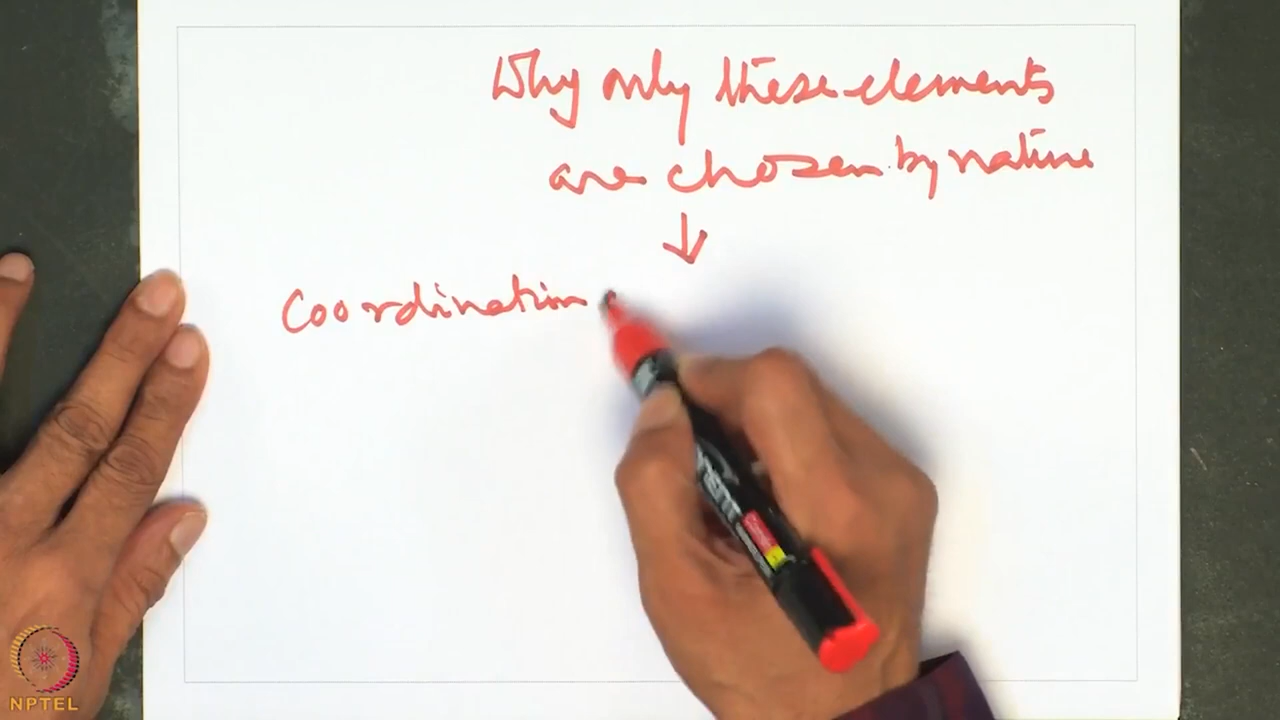 Why only these elements
are chosen by nature
↓
Coordination
NPTEL